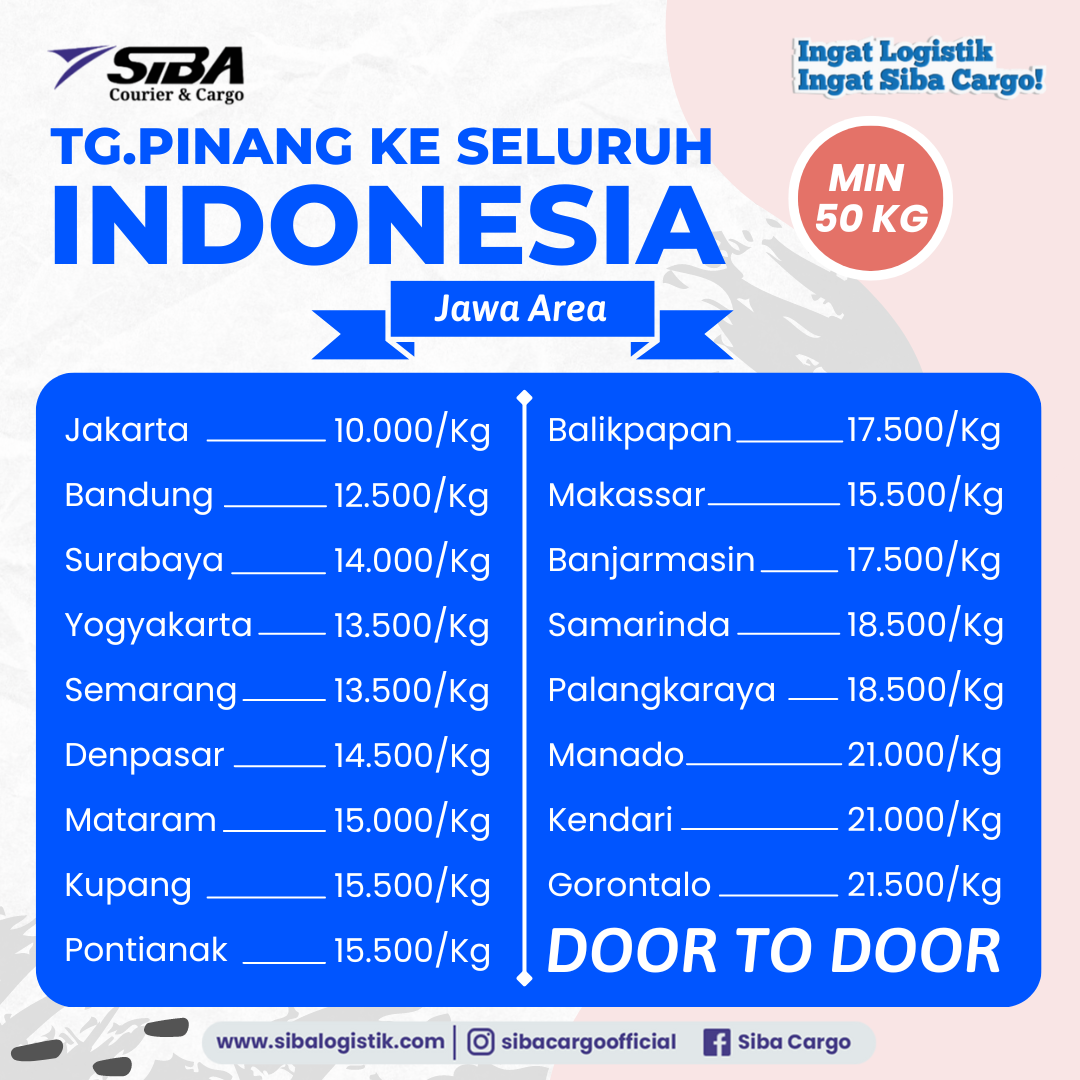 SIBA
Courier & Cargo
Ingat Logistik
Ingat Siba Cargo!
TG.PINANG KE SELURUH
INDONESIA
MIN
50 KG
Jawa Area
Jakarta 10.000/Kg
Bandung 12.500/Kg
Surabaya 14.000/Kg
Yogyakarta 13.500/Kg
Semarang 13.500/Kg
Denpasar 14.500/Kg
Mataram 15.000/Kg
Kupang 15.500/Kg
Pontianak 15.500/Kg
Balikpapan 17.500/Kg
Makassar 15.500/Kg
Banjarmasin 17.500/Kg
Samarinda 18.500/Kg
Palangkaraya 18.500/Kg
Manado 21.000/Kg
Kendari 21.000/Kg
Gorontalo 21.500/Kg
DOOR TO DOOR
www.sibalogistik.com
sibacargoofficial
Siba Cargo